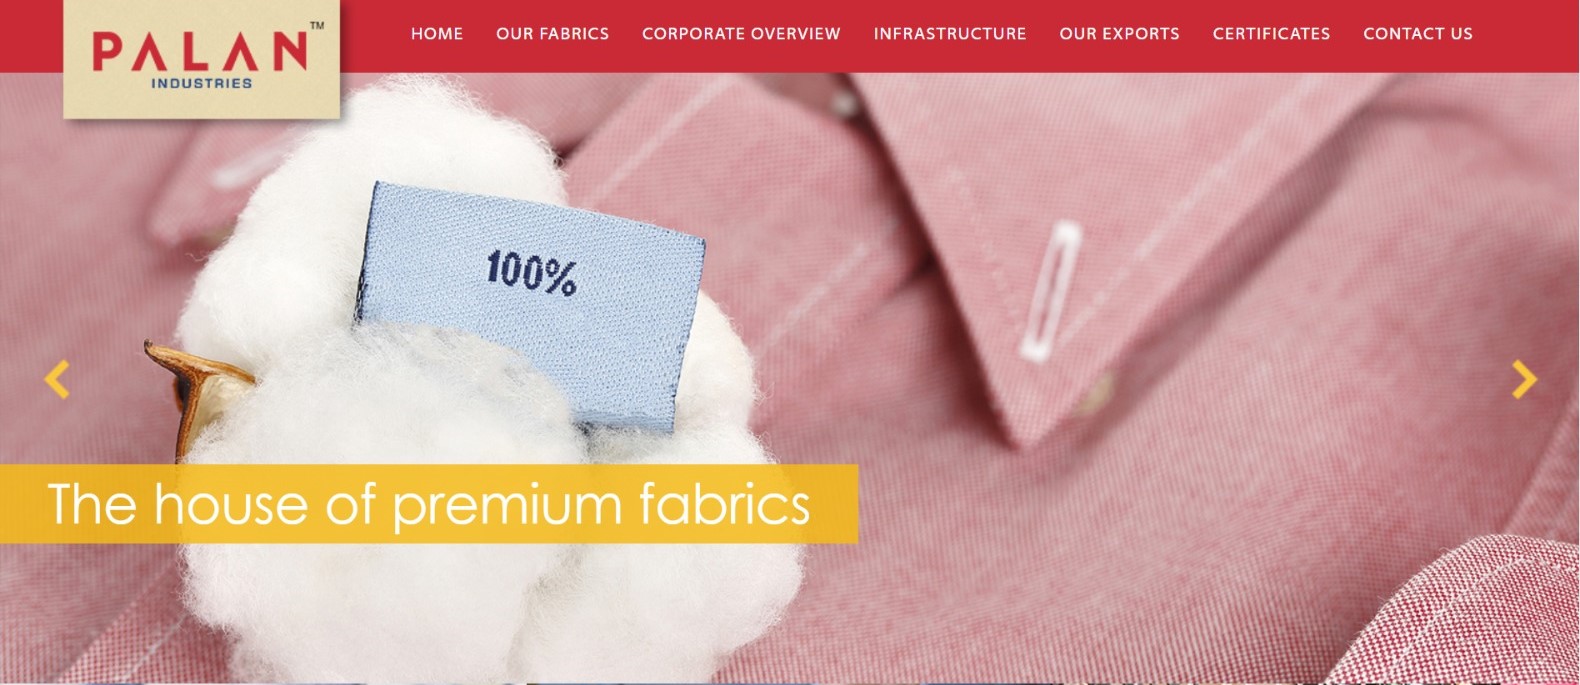 PALAN™
INDUSTRIES
HOME OUR FABRICS CORPORATE OVERVIEW INFRASTRUCTURE OUR EXPORTS CERTIFICATES CONTACT US
100%
The house of premium fabrics